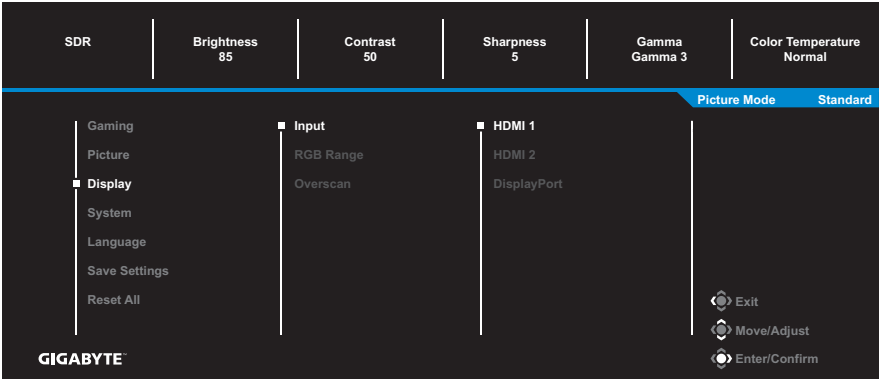 SDR
Brightness
85
Contrast
50
Sharpness
5
Gamma
Gamma 3
Color Temperature
Normal
Picture Mode Standard
Gaming
Picture
Display
System
Language
Save Settings
Reset All
Input
RGB Range
Overscan
HDMI 1
HDMI 2
DisplayPort
Exit
Move/Adjust
Enter/Confirm
GIGABYTE™